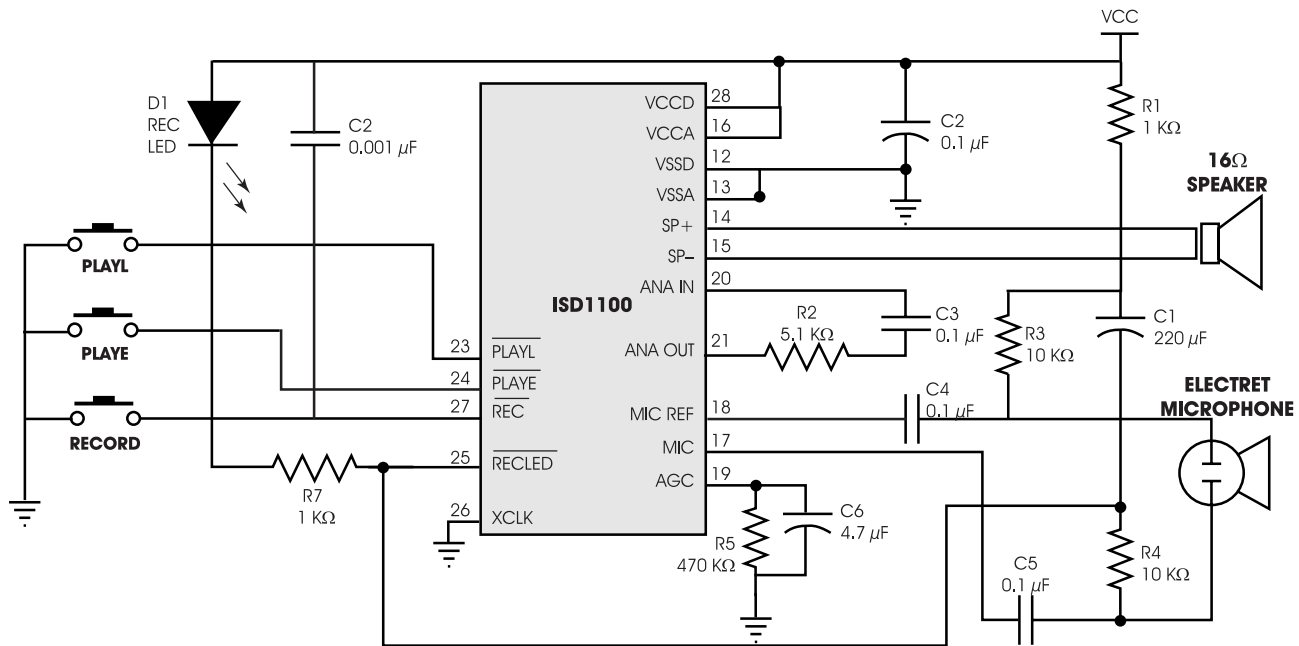 VCC
D1
REC
LED
C2
0.001 µF
VCCD
28
VCCA
16
VSSD
12
VSSA
13
SP+
14
SP–
15
ANA IN
20
ANA OUT
21
MIC REF
18
MIC
17
AGC
19
ISD1100
C2
0.1 µF
R1
1 KΩ
16Ω
SPEAKER
PLAYL
PLAYE
RECORD
23
PLAYL
24
PLAYE
27
REC
25
RECLED
26
XCLK
R7
1 KΩ
R2
5.1 KΩ
C3
0.1 µF
R3
10 KΩ
C1
220 µF
C4
0.1 µF
ELECTRET
MICROPHONE
R5
470 KΩ
C6
4.7 µF
C5
0.1 µF
R4
10 KΩ